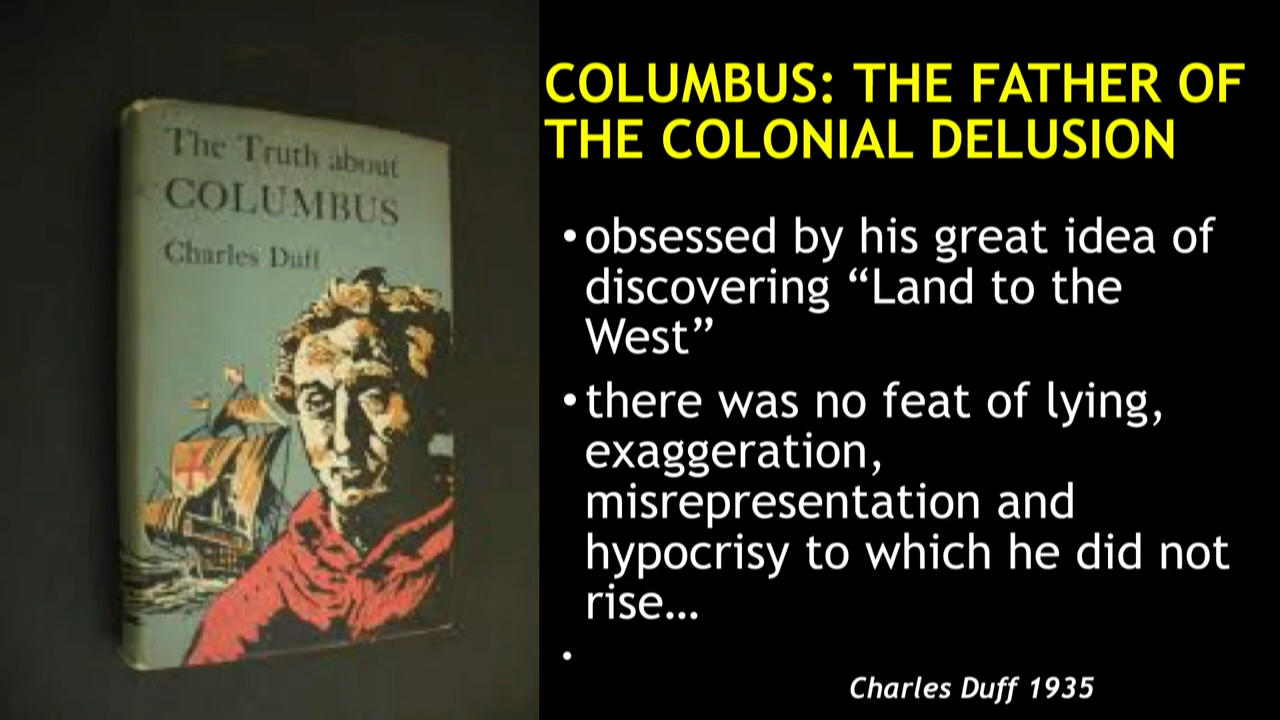 The Truth about
COLUMBUS
Charles Duff
COLUMBUS: THE FATHER OF
THE COLONIAL DELUSION
•obsessed by his great idea of
discovering “Land to the
West”
•there was no feat of lying,
exaggeration,
misrepresentation and
hypocrisy to which he did not
rise…
•
Charles Duff 1935